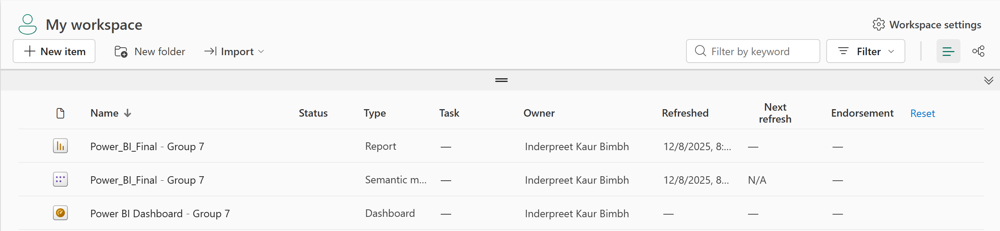 My workspace
Workspace settings
New item New folder Import Filter by keyword Filter
Name Status Type Task Owner Refreshed Next refresh Endorsement Reset
Power_BI_Final - Group 7 Report — Inderpreet Kaur Bimbh 12/8/2025, 8:... — —
Power_BI_Final - Group 7 Semantic m... — Inderpreet Kaur Bimbh 12/8/2025, 8... N/A —
Power BI Dashboard - Group 7 Dashboard — Inderpreet Kaur Bimbh — — —